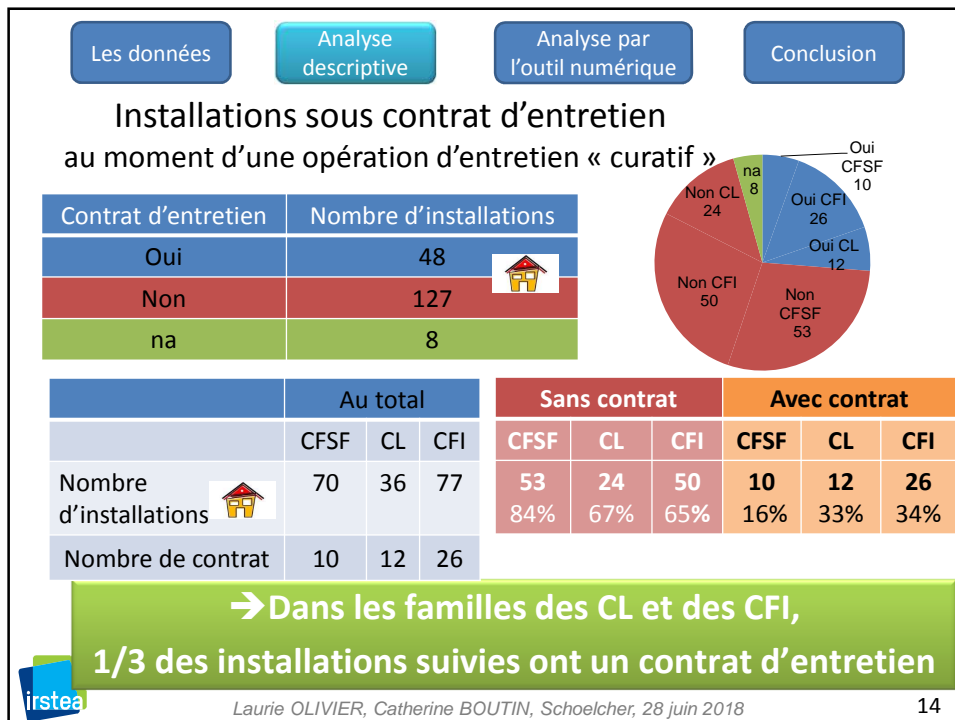 Les données
Analyse
descriptive
Analyse par
l'outil numérique
Conclusion
Installations sous contrat d'entretien
au moment d'une opération d'entretien « curatif »
Contrat d'entretien Nombre d'installations
Oui 48
Non 127
na 8
Oui
CFSF
10
Oui CFI
26
Oui CL
12
Non
CFSF
53
Non CFI
50
Non CL
24
na
8
Au total
CFSF CL CFI
Nombre
d'installations
70 36 77
Nombre de contrat 10 12 26
Sans contrat Avec contrat
CFSF CL CFI CFSF CL CFI
53 24 50 10 12 26
84% 67% 65% 16% 33% 34%
➔Dans les familles des CL et des CFI,
1/3 des installations suivies ont un contrat d'entretien
irstea
Laurie OLIVIER, Catherine BOUTIN, Schoelcher, 28 juin 2018
14